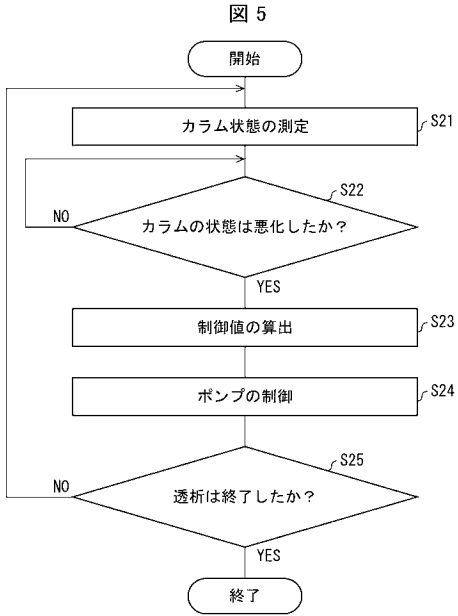 図 5
開始
カラム状態の測定
S21
S22
カラムの状態は悪化したか？
NO
YES
制御値の算出
S23
ポンプの制御
S24
S25
透析は終了したか？
NO
YES
終了